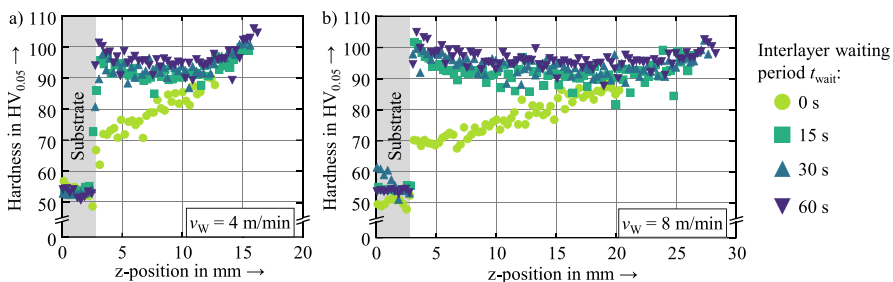 a)
110
100
90
80
70
60
50
0
Hardness in HV0.05 →
Substrate
vW = 4 m/min
0 5 10 15 20
z-position in mm →
b)
110
100
90
80
70
60
50
0
Hardness in HV0.05 →
Substrate
vW = 8 m/min
0 5 10 15 20 25 30
z-position in mm →
Interlayer waiting
period twait:
0 s
15 s
30 s
60 s